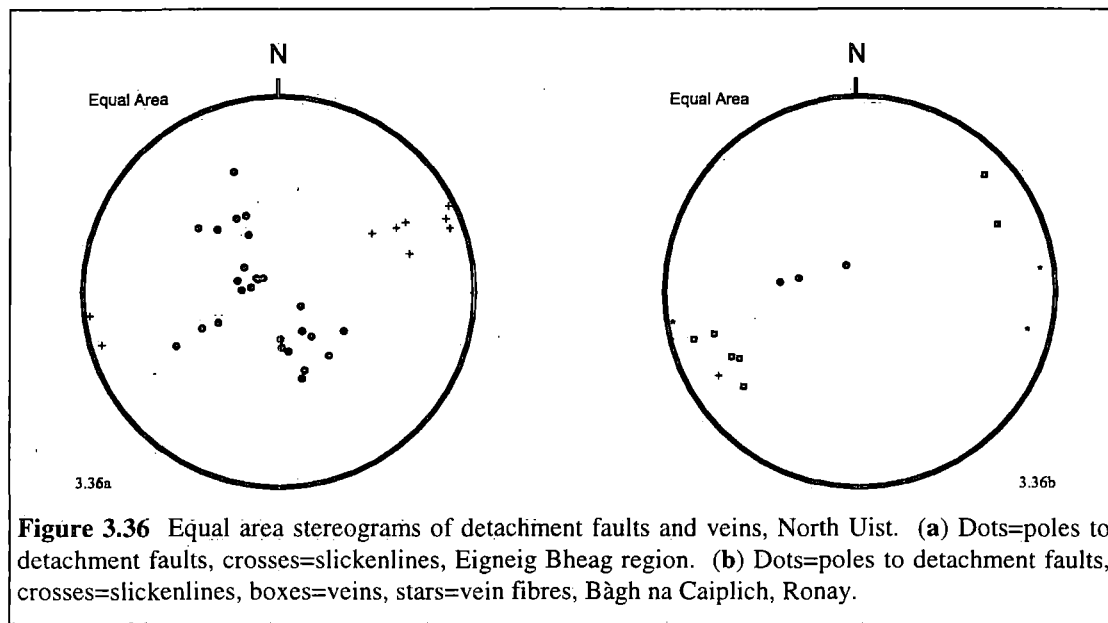 N
N
Equal Area
Equal Area
3.36a
3.36b
Figure 3.36 Equal area stereograms of detachment faults and veins, North Uist. (a) Dots=poles to
detachment faults, crosses=slickenlines, Eigneig Bheag region. (b) Dots=poles to detachment faults,
crosses=slickenlines, boxes=veins, stars=vein fibres, Bàgh na Caiplich, Ronay.